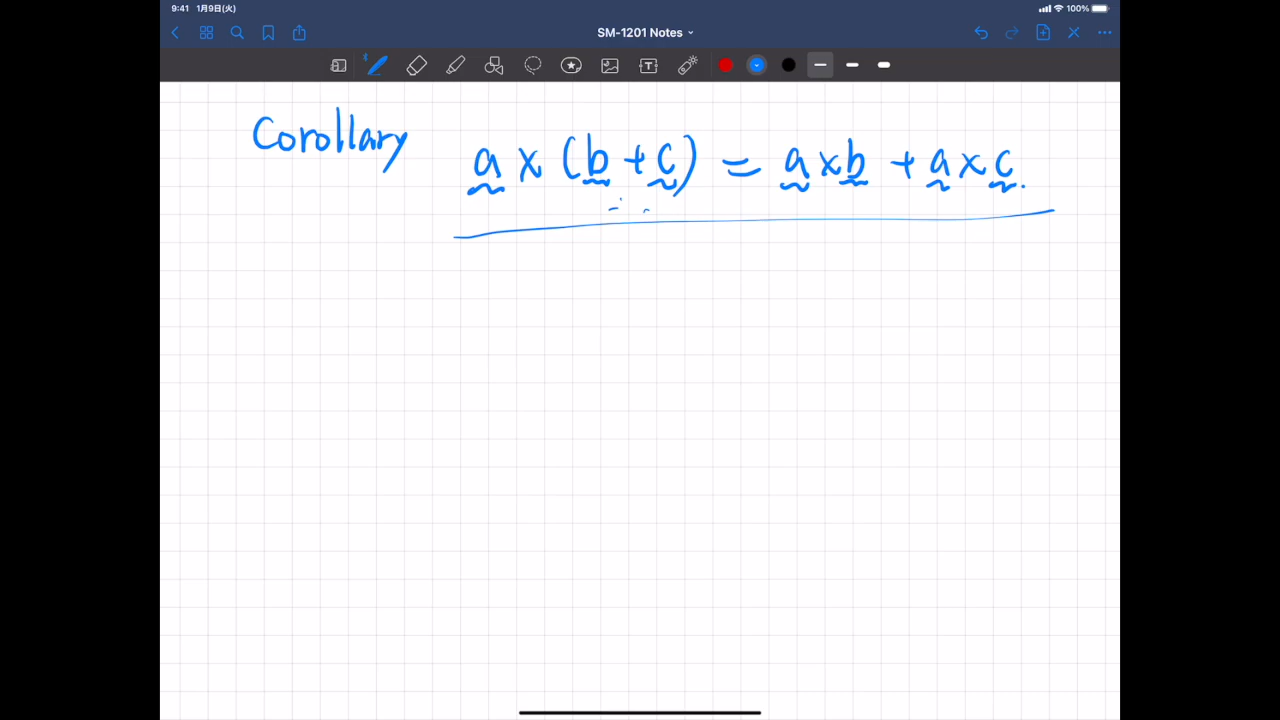 9:41 1月9日(火) 100%
SM-1201 Notes
Corollary
a × (b + c) = a × b + a × c.